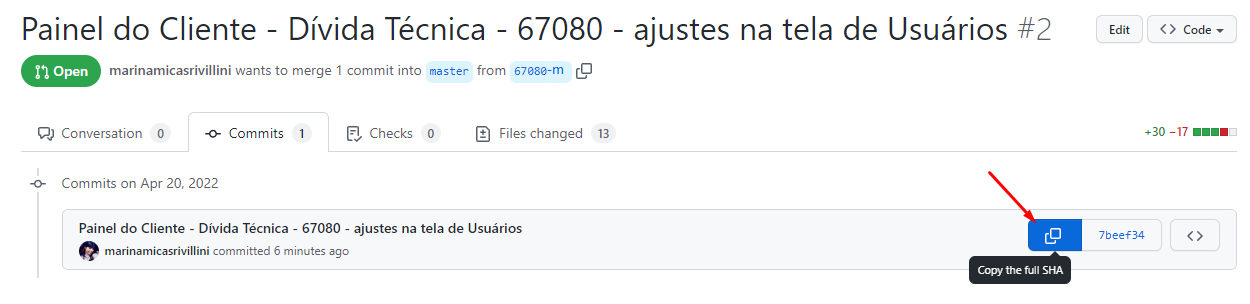 Painel do Cliente - Dívida Técnica - 67080 - ajustes na tela de Usuários #2
Edit
Code
Open
marinamicasrivillini wants to merge 1 commit into master from 67080-m
Conversation 0
Commits 1
Checks 0
Files changed 13
+30 −17
Commits on Apr 20, 2022
Painel do Cliente - Dívida Técnica - 67080 - ajustes na tela de Usuários
marinamicasrivillini committed 6 minutes ago
7beef34
Copy the full SHA